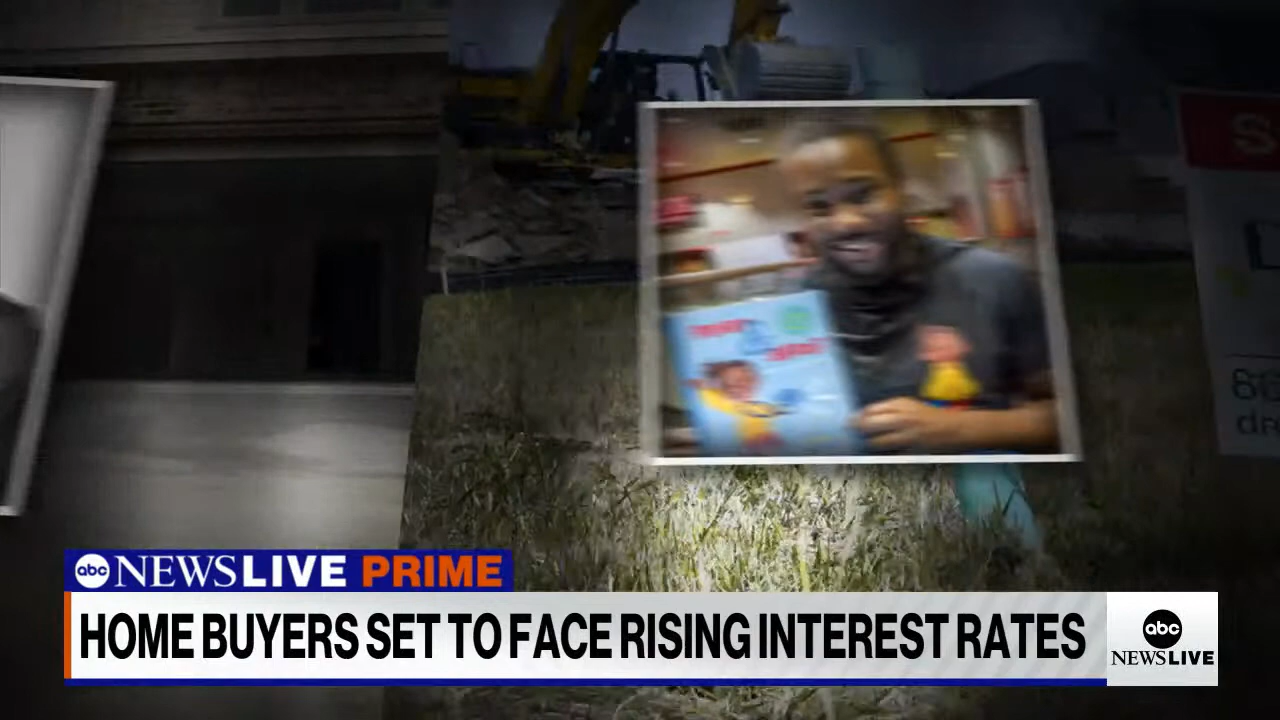 abc NEWS LIVE PRIME
HOME BUYERS SET TO FACE RISING INTEREST RATES
abc
NEWS LIVE